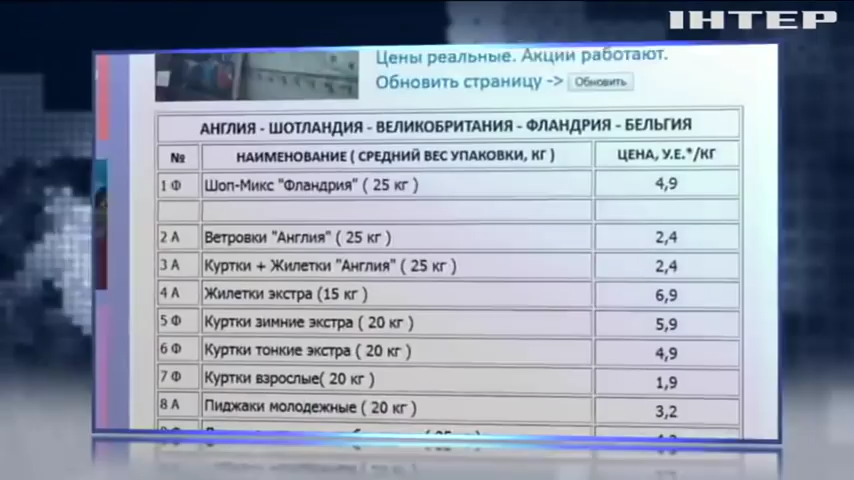 ІНТЕР
Цены реальные. Акции работают.
Обновить страницу -> Обновить
АНГЛИЯ - ШОТЛАНДИЯ - ВЕЛИКОБРИТАНИЯ - ФЛАНДРИЯ - БЕЛЬГИЯ
№ НАИМЕНОВАНИЕ ( СРЕДНИЙ ВЕС УПАКОВКИ, КГ ) ЦЕНА, У.Е.*/КГ
1 Ф Шоп-Микс "Фландрия" ( 25 кг ) 4,9
2 А Ветровки "Англия" ( 25 кг ) 2,4
3 А Куртки + Жилетки "Англия" ( 25 кг ) 2,4
4 А Жилетки экстра (15 кг ) 6,9
5 Ф Куртки зимние экстра ( 20 кг ) 5,9
6 Ф Куртки тонкие экстра ( 20 кг ) 4,9
7 Ф Куртки взрослые( 20 кг ) 1,9
8 А Пиджаки молодежные ( 20 кг ) 3,2